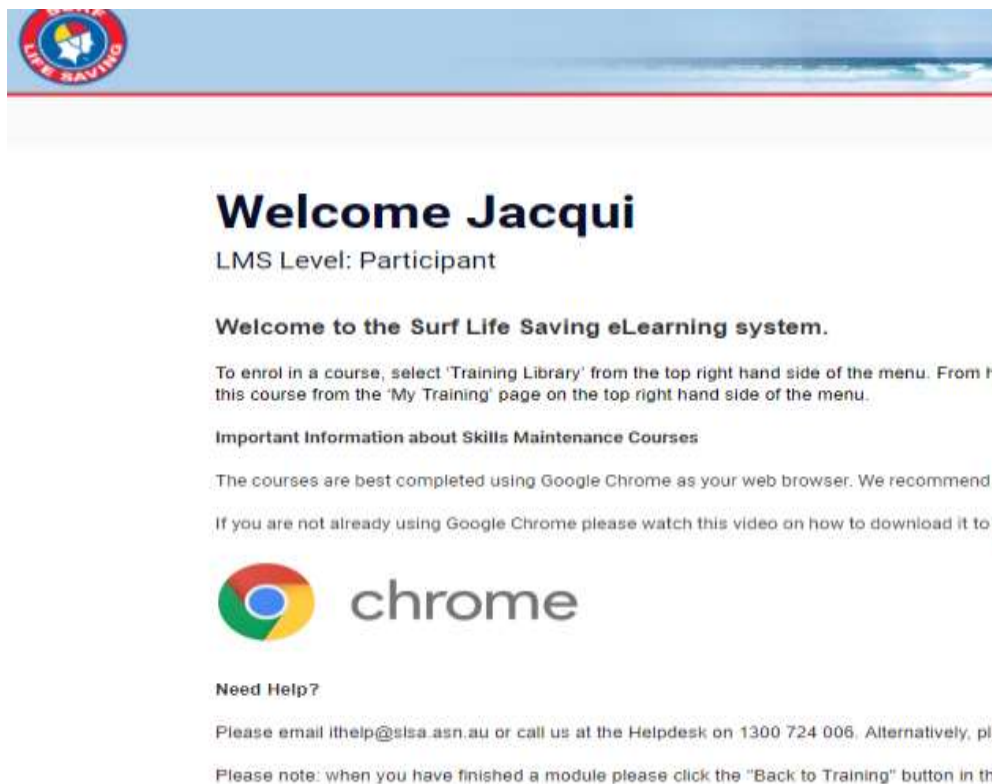 SURF
LIFE SAVING
Welcome Jacqui
LMS Level: Participant
Welcome to the Surf Life Saving eLearning system.
To enrol in a course, select 'Training Library' from the top right hand side of the menu. From
this course from the 'My Training' page on the top right hand side of the menu.
Important Information about Skills Maintenance Courses
The courses are best completed using Google Chrome as your web browser. We recommend
If you are not already using Google Chrome please watch this video on how to download it to
chrome
Need Help?
Please email ithelp@slsa.asn.au or call us at the Helpdesk on 1300 724 006. Alternatively,
Please note: when you have finished a module please click the "Back to Training" button in